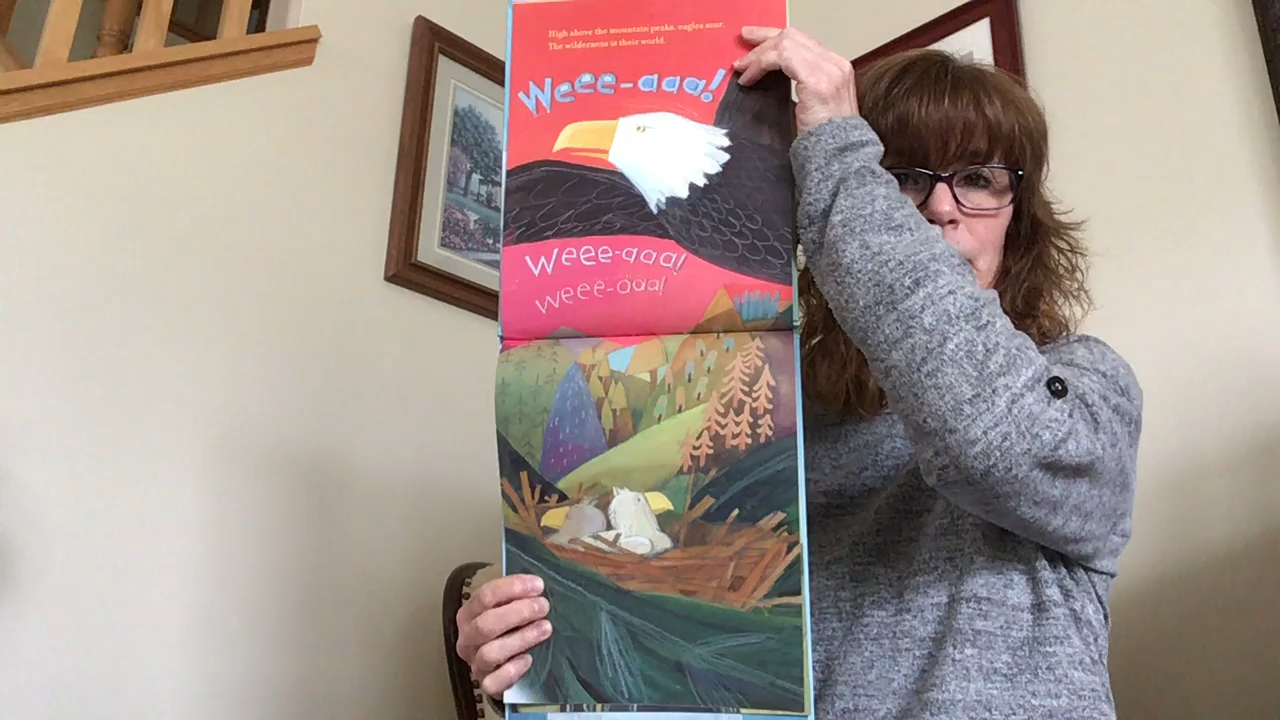 High above the mountain peaks, eagles soar.
The wilderness is their world.
Weee-aaa!
Weee-aaa!
weee-aaa!